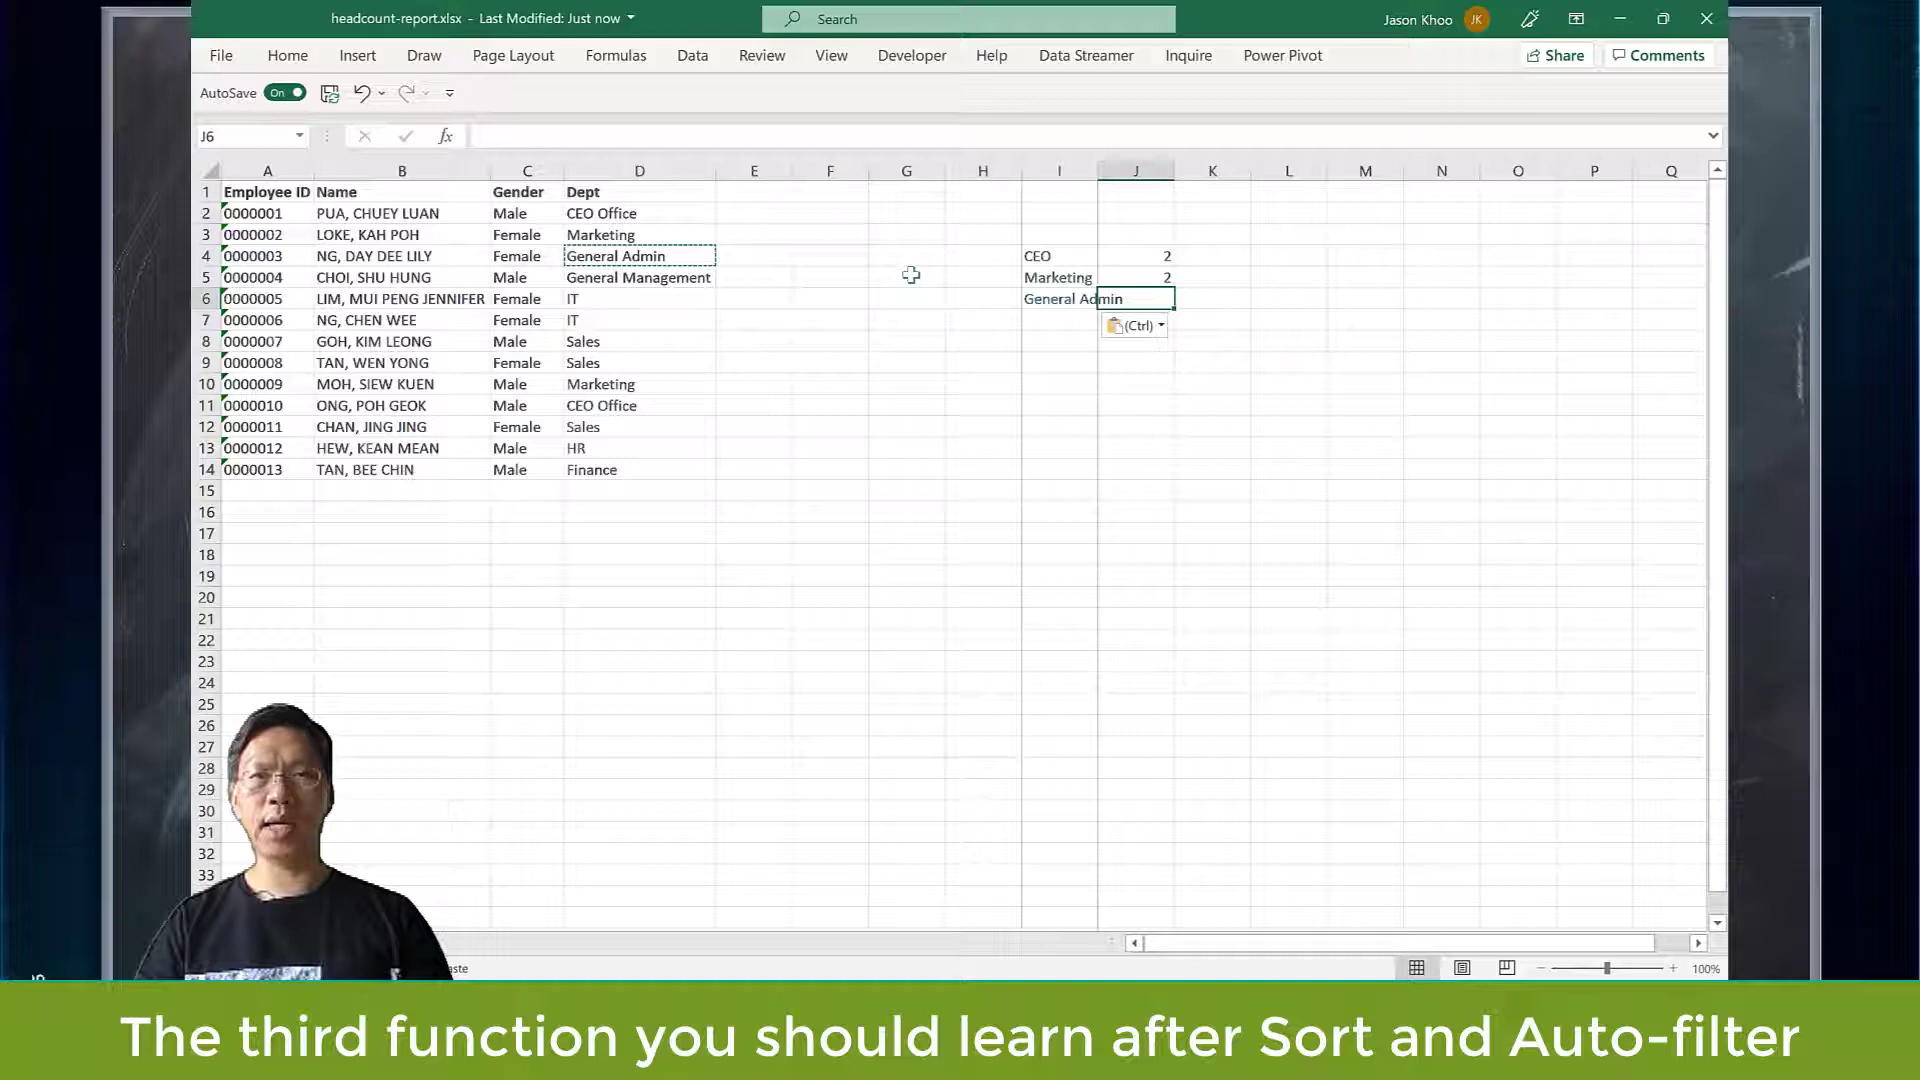 headcount-report.xlsx - Last Modified: Just now
Search
Jason Khoo JK
File Home Insert Draw Page Layout Formulas Data Review View Developer Help Data Streamer Inquire Power Pivot Share Comments
AutoSave On
J6 fx
A B C D E F G H I J K L M N O P Q
1 Employee ID Name Gender Dept
2 0000001 PUA, CHUEY LUAN Male CEO Office
3 0000002 LOKE, KAH POH Female Marketing
4 0000003 NG, DAY DEE LILY Female General Admin CEO 2
5 0000004 CHOI, SHU HUNG Male General Management Marketing 2
6 0000005 LIM, MUI PENG JENNIFER Female IT General Admin
7 0000006 NG, CHEN WEE Female IT (Ctrl)
8 0000007 GOH, KIM LEONG Male Sales
9 0000008 TAN, WEN YONG Female Sales
10 0000009 MOH, SIEW KUEN Male Marketing
11 0000010 ONG, POH GEOK Male CEO Office
12 0000011 CHAN, JING JING Female Sales
13 0000012 HEW, KEAN MEAN Male HR
14 0000013 TAN, BEE CHIN Male Finance
15
16
17
18
19
20
21
22
23
24
25
26
27
28
29
30
31
32
33
aste
100%
The third function you should learn after Sort and Auto-filter